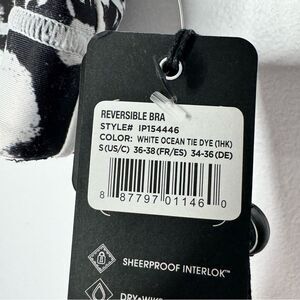 REVERSIBLE BRA
STYLE# IP154446
COLOR: WHITE OCEAN TIE DYE (1HK)
S(US/C) 36-38(FR/ES) 34-36(DE)
8 87797 01146 0
SHEERPROOF INTERLOK™